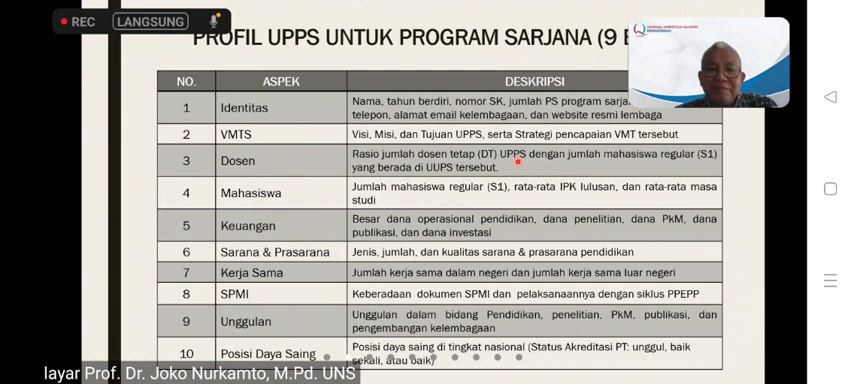 REC LANGSUNG
PROFIL UPPS UNTUK PROGRAM SARJANA (9
NO. ASPEK DESKRIPSI
1 Identitas Nama, tahun berdiri, nomor SK, jumlah PS program
telepon, alamat email kelembagaan, dan website resmi lembaga
2 VMTS Visi, Misi, dan Tujuan UPPS, serta Strategi pencapaian VMT tersebut
3 Dosen Rasio jumlah dosen tetap (DT) UPPS dengan jumlah mahasiswa regular (S1)
yang berada di UUPS tersebut.
4 Mahasiswa Jumlah mahasiswa regular (S1), rata-rata IPK lulusan, dan rata-rata masa
studi
5 Keuangan Besar dana operasional pendidikan, dana penelitian, dana PkM, dana
publikasi, dan dana investasi
6 Sarana & Prasarana Jenis, jumlah, dan kualitas sarana & prasarana pendidikan
7 Kerja Sama Jumlah kerja sama dalam negeri dan jumlah kerja sama luar negeri
8 SPMI Keberadaan dokumen SPMI dan pelaksanaannya dengan siklus PPEPP
9 Unggulan Unggulan dalam bidang Pendidikan, penelitian, PkM, publikasi, dan
pengembangan kelembagaan
10 Posisi Daya Saing Posisi daya saing di tingkat nasional (Status Akreditasi PT: unggul, baik
sekali, atau baik)
layar Prof. Dr. Joko Nurkamto, M.Pd. UNS